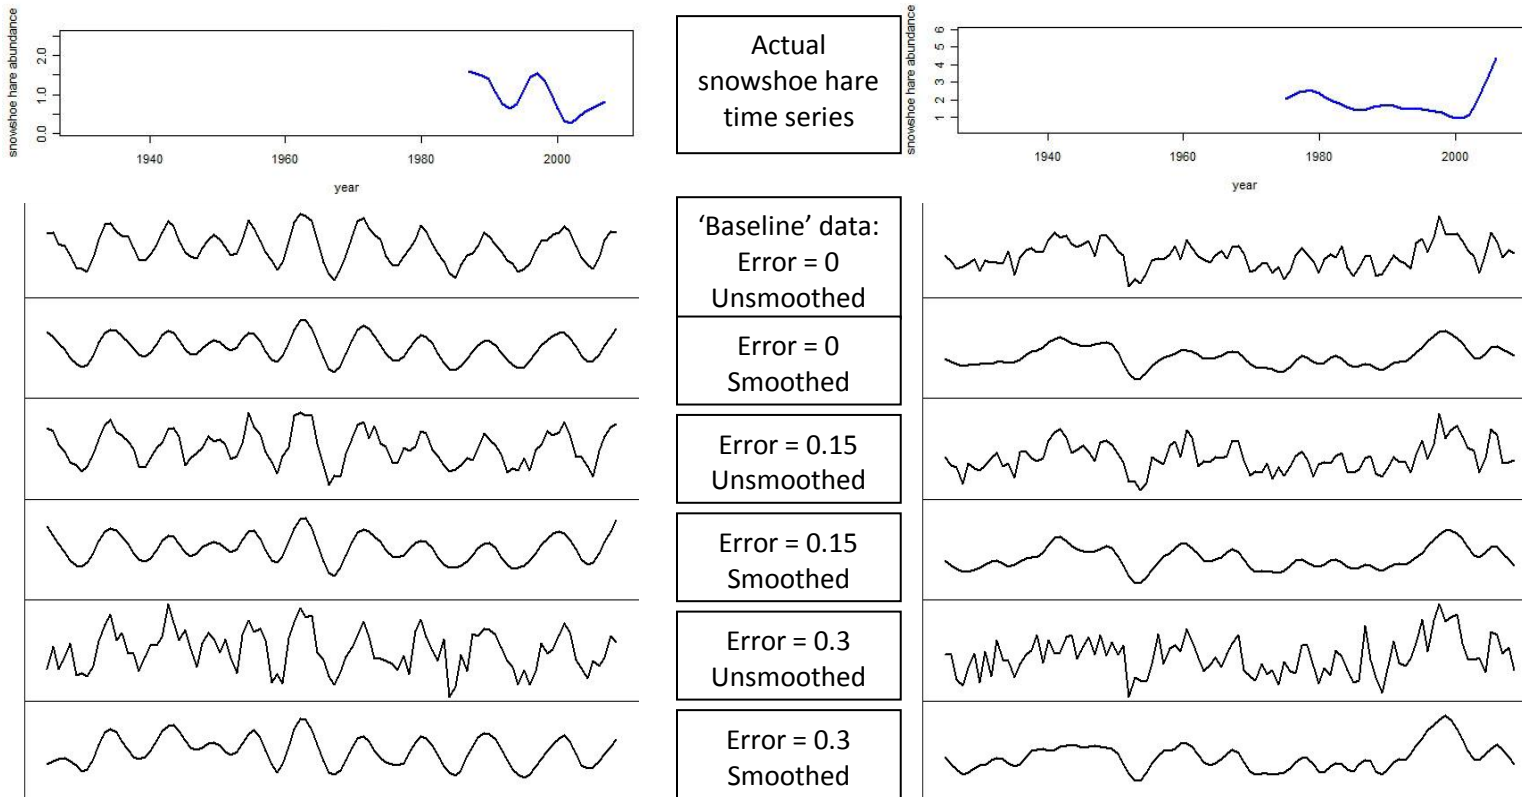 snowshoe hare abundance
2.0
1.0
0.0
1940 1960 1980 2000
year
Actual
snowshoe hare
time series
snowshoe hare abundance
6
5
4
3
2
1
1940 1960 1980 2000
year
‘Baseline’ data:
Error = 0
Unsmoothed
Error = 0
Smoothed
Error = 0.15
Unsmoothed
Error = 0.15
Smoothed
Error = 0.3
Unsmoothed
Error = 0.3
Smoothed